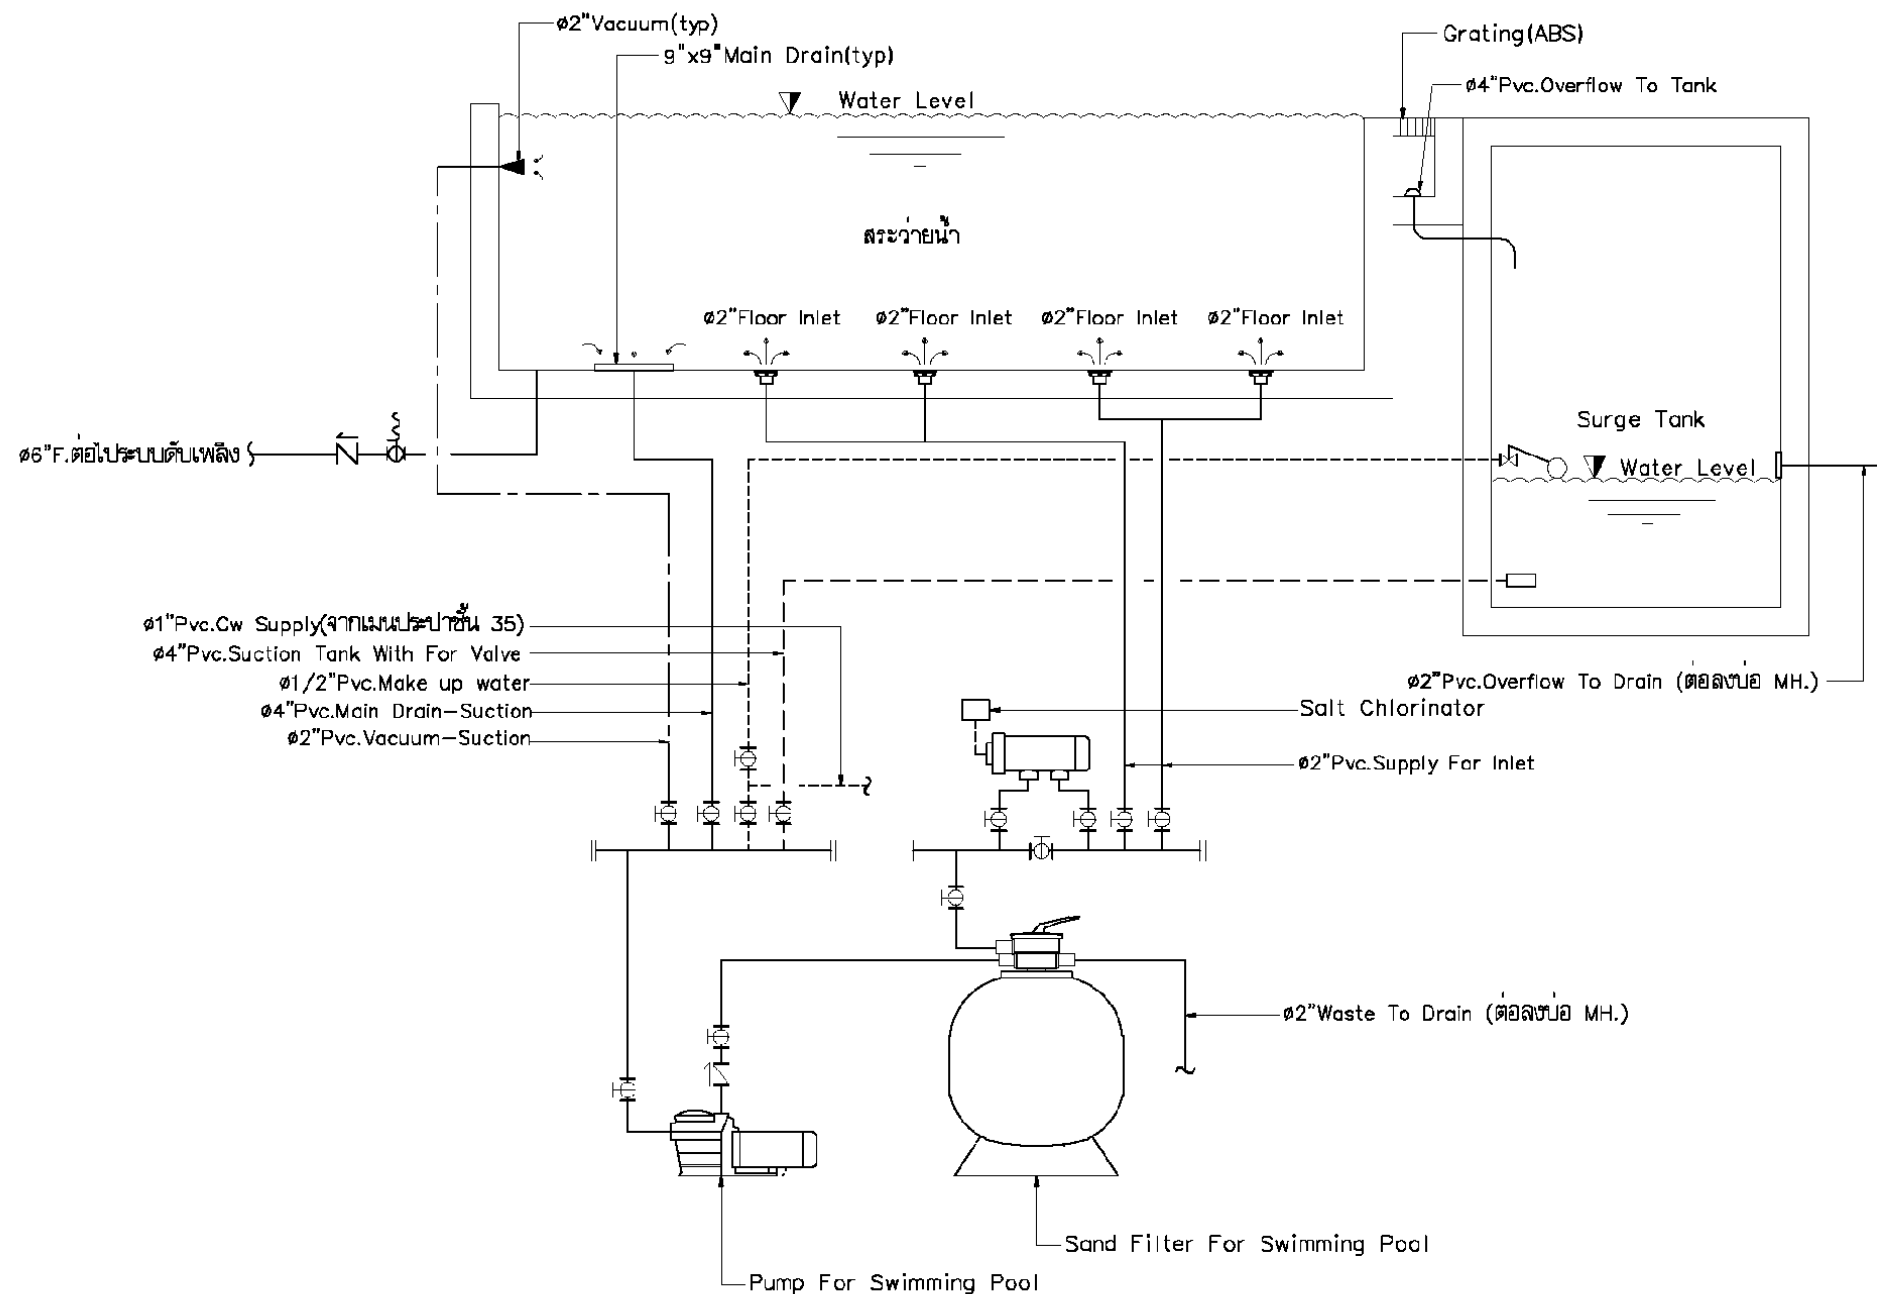 ø2"Vacuum(typ)
9"x9"Main Drain(typ)
Grating(ABS)
ø4"Pvc.Overflow To Tank
Water Level
สระว่ายน้ำ
ø2"Floor Inlet
ø2"Floor Inlet
ø2"Floor Inlet
ø2"Floor Inlet
Surge Tank
Water Level
ø6"F.ต่อไประบบดับเพลิง
ø1"Pvc.Cw Supply(จากเมนประปาชั้น 35)
ø4"Pvc.Suction Tank With For Valve
ø1/2"Pvc.Make up water
ø4"Pvc.Main Drain-Suction
ø2"Pvc.Vacuum-Suction
ø2"Pvc.Overflow To Drain (ต่อลงบ่อ MH.)
Salt Chlorinator
ø2"Pvc.Supply For Inlet
ø2"Waste To Drain (ต่อลงบ่อ MH.)
Sand Filter For Swimming Pool
Pump For Swimming Pool